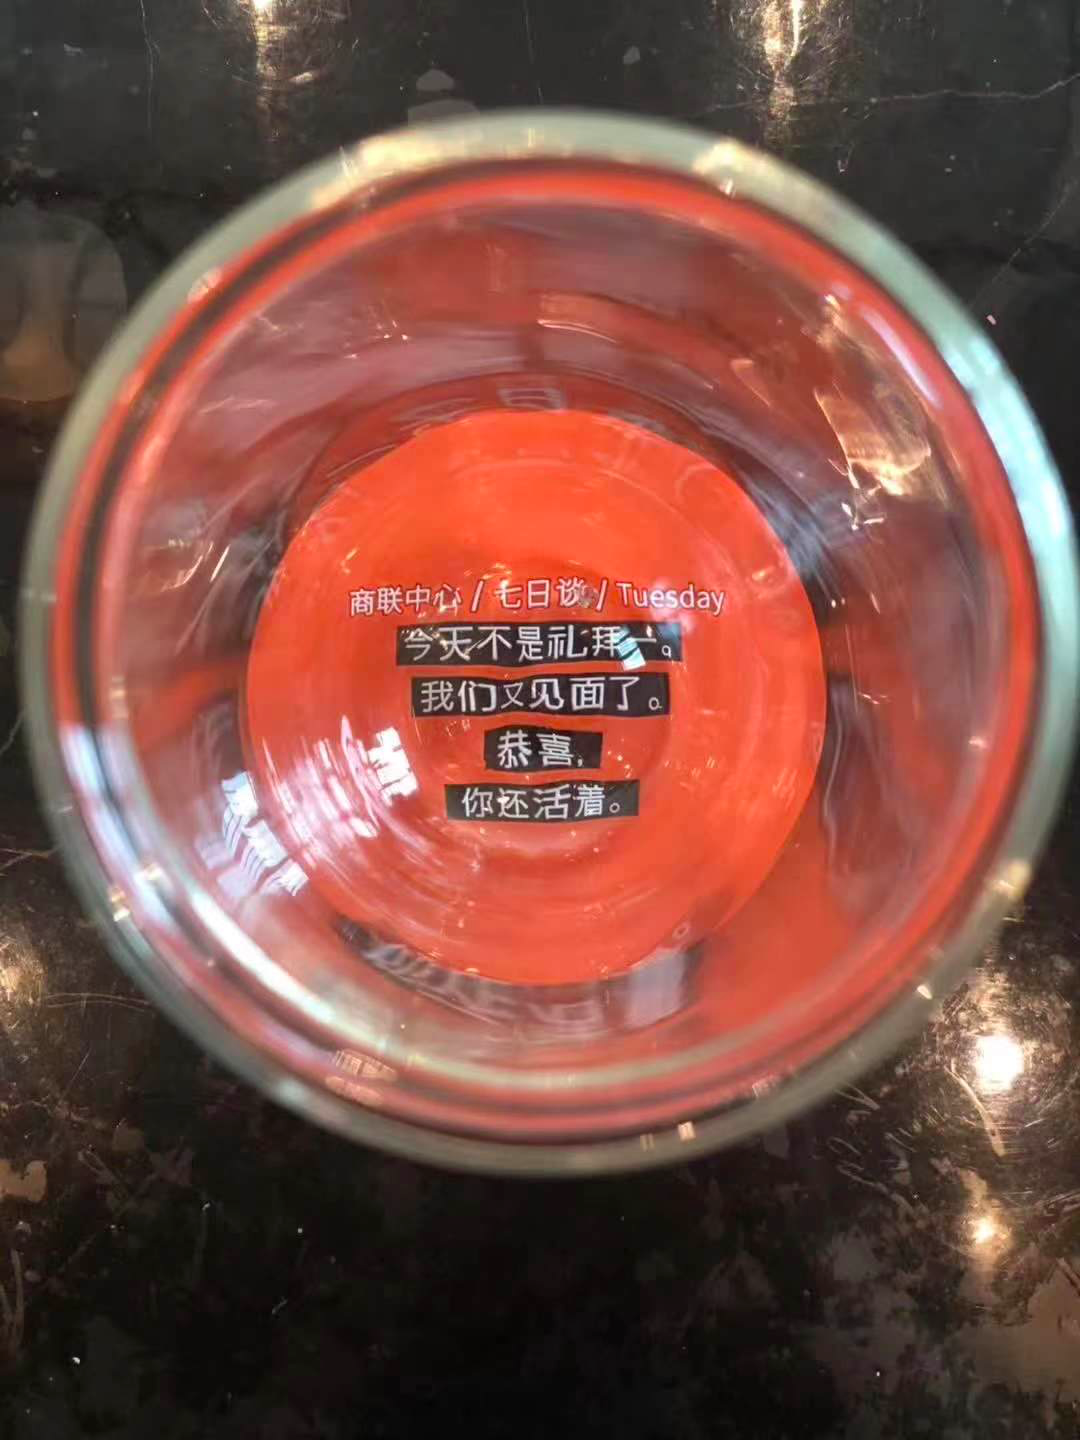 商联中心 / 七日谈 / Tuesday
今天不是礼拜一。
我们又见面了。
恭喜,
你还活着。